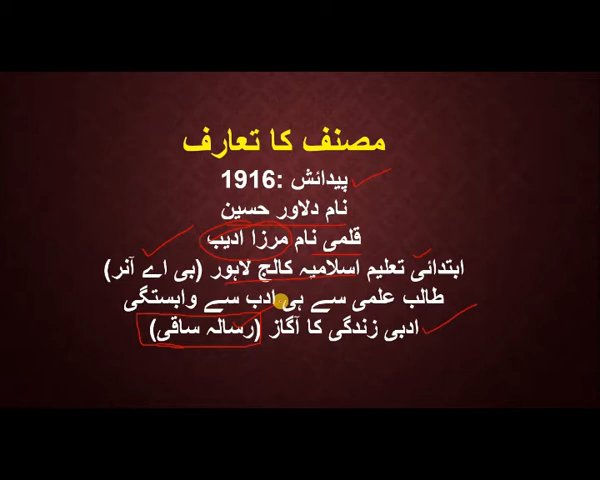 مصنف کا تعارف
پیدائش :1916
نام دلاور حسین
قلمی نام مرزا ادیب
ابتدائی تعلیم اسلامیہ کالج لاہور (بی اے آنر)
طالب علمی سے ہی ادب سے وابستگی
ادبی زندگی کا آگاز (رسالہ ساقی)